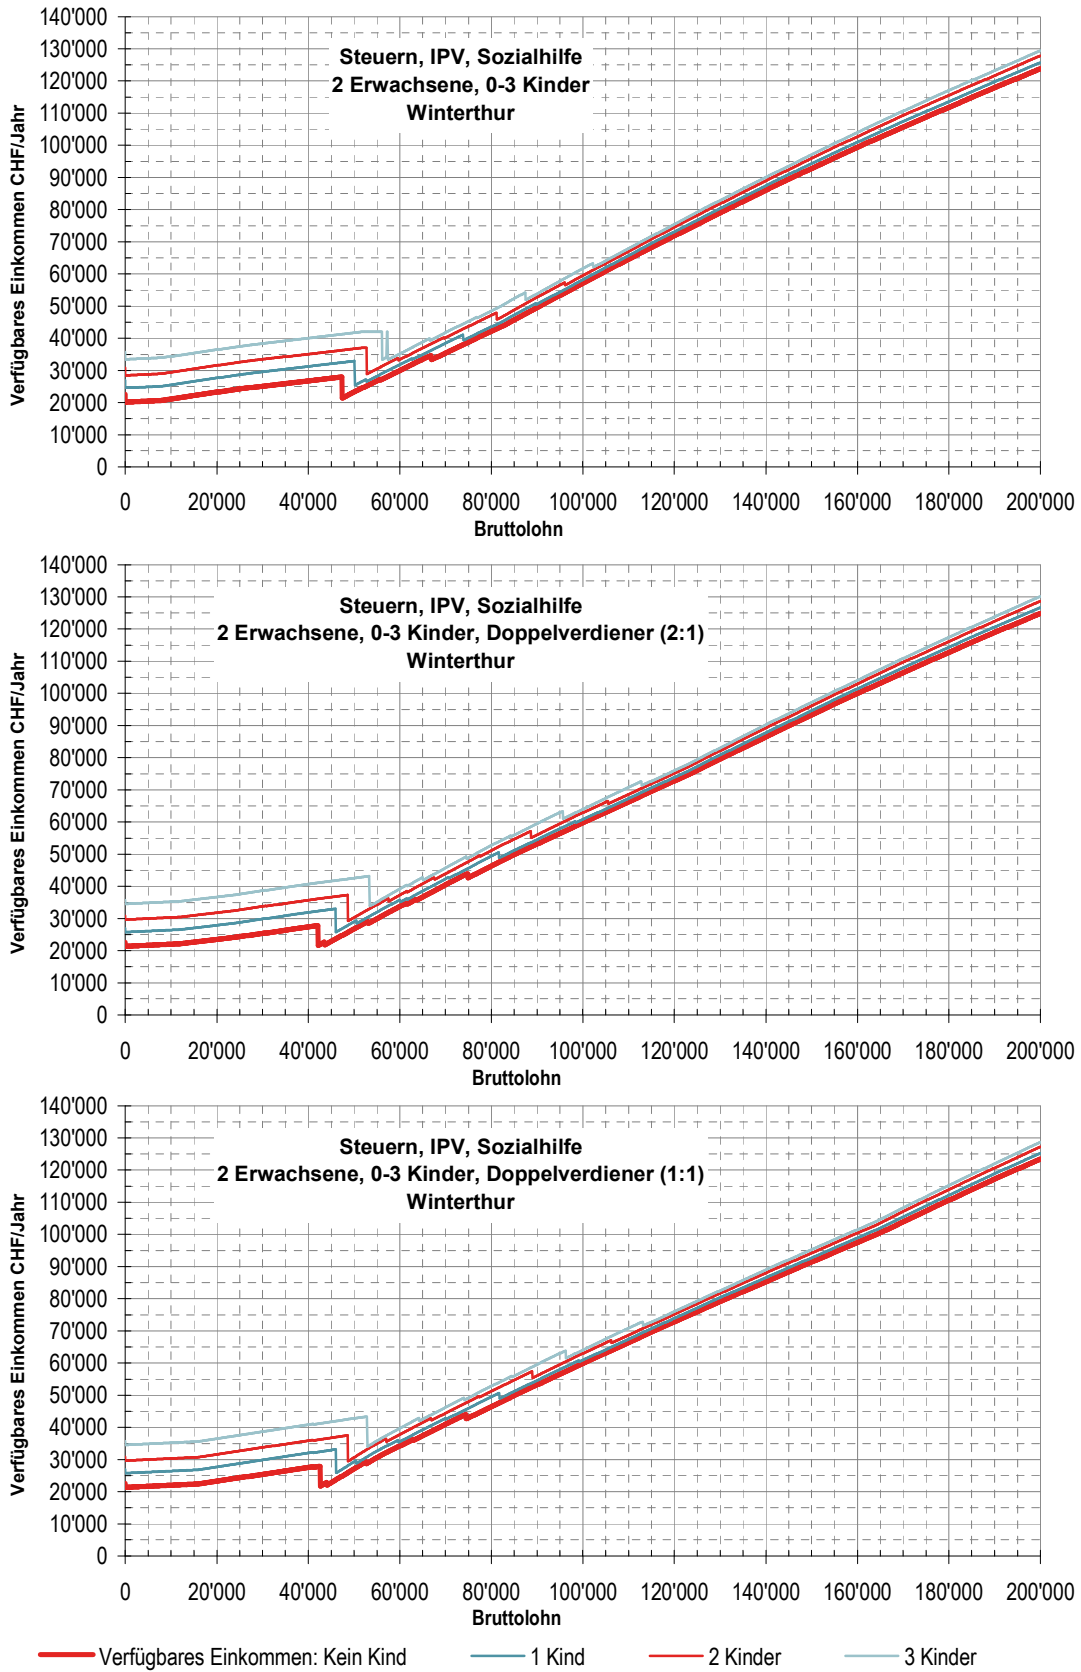 140'000
130'000
120'000
110'000
100'000
90'000
80'000
70'000
60'000
50'000
40'000
30'000
20'000
10'000
0
Verfügbares Einkommen CHF/Jahr
Steuern, IPV, Sozialhilfe
2 Erwachsene, 0-3 Kinder
Winterthur
0 20'000 40'000 60'000 80'000 100'000 120'000 140'000 160'000 180'000 200'000
Bruttolohn
140'000
130'000
120'000
110'000
100'000
90'000
80'000
70'000
60'000
50'000
40'000
30'000
20'000
10'000
0
Verfügbares Einkommen CHF/Jahr
Steuern, IPV, Sozialhilfe
2 Erwachsene, 0-3 Kinder, Doppelverdiener (2:1)
Winterthur
0 20'000 40'000 60'000 80'000 100'000 120'000 140'000 160'000 180'000 200'000
Bruttolohn
140'000
130'000
120'000
110'000
100'000
90'000
80'000
70'000
60'000
50'000
40'000
30'000
20'000
10'000
0
Verfügbares Einkommen CHF/Jahr
Steuern, IPV, Sozialhilfe
2 Erwachsene, 0-3 Kinder, Doppelverdiener (1:1)
Winterthur
0 20'000 40'000 60'000 80'000 100'000 120'000 140'000 160'000 180'000 200'000
Bruttolohn
Verfügbares Einkommen: Kein Kind 1 Kind 2 Kinder 3 Kinder